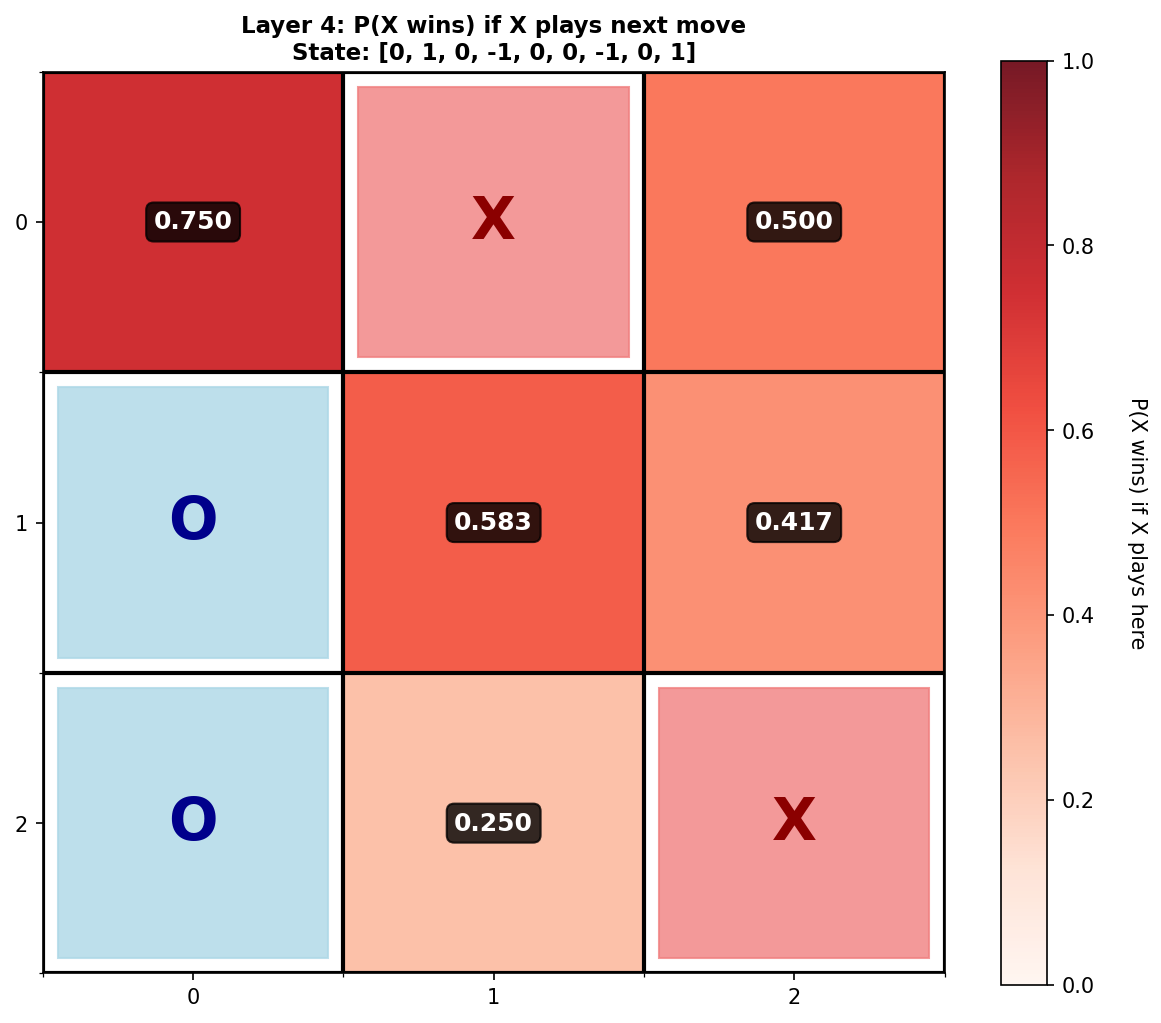 Layer 4: P(X wins) if X plays next move
State: [0, 1, 0, -1, 0, 0, -1, 0, 1]
0.750 X 0.500
O 0.583 0.417
O 0.250 X
0
1
2
0 1 2
1.0
0.8
0.6
0.4
0.2
0.0
P(X wins) if X plays here